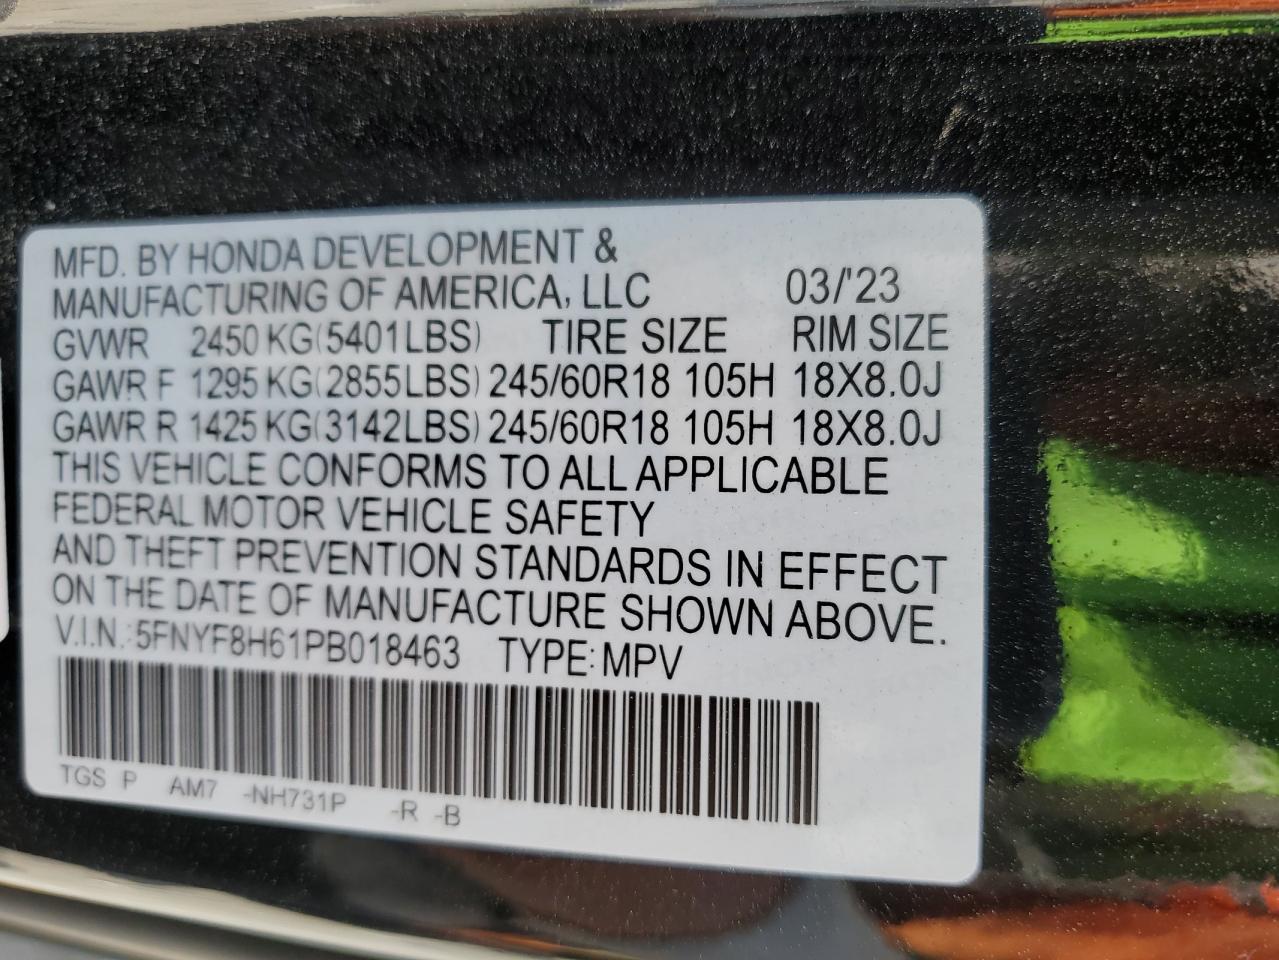 MFD. BY HONDA DEVELOPMENT &
MANUFACTURING OF AMERICA, LLC 03/'23
GVWR 2450 KG(5401LBS) TIRE SIZE RIM SIZE
GAWR F 1295 KG(2855LBS) 245/60R18 105H 18X8.0J
GAWR R 1425 KG(3142LBS) 245/60R18 105H 18X8.0J
THIS VEHICLE CONFORMS TO ALL APPLICABLE
FEDERAL MOTOR VEHICLE SAFETY
AND THEFT PREVENTION STANDARDS IN EFFECT
ON THE DATE OF MANUFACTURE SHOWN ABOVE.
V.I.N.:5FNYF8H61PB018463 TYPE:MPV
TGS P AM7 -NH731P -R -B